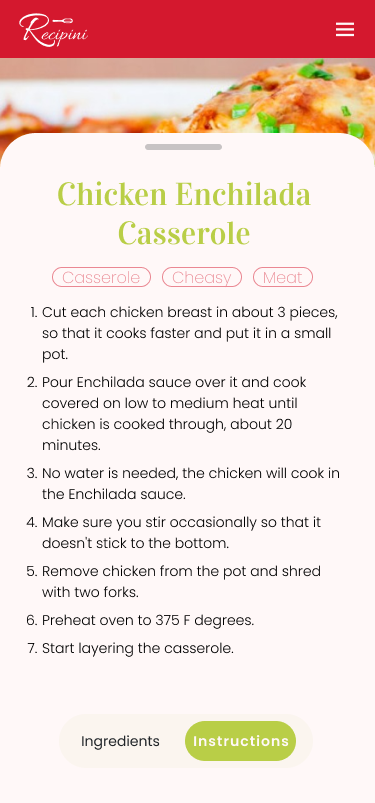 Recipini
Chicken Enchilada
Casserole
Casserole Cheasy Meat
1. Cut each chicken breast in about 3 pieces,
so that it cooks faster and put it in a small
pot.
2. Pour Enchilada sauce over it and cook
covered on low to medium heat until
chicken is cooked through, about 20
minutes.
3. No water is needed, the chicken will cook in
the Enchilada sauce.
4. Make sure you stir occasionally so that it
doesn't stick to the bottom.
5. Remove chicken from the pot and shred
with two forks.
6. Preheat oven to 375 F degrees.
7. Start layering the casserole.
Ingredients Instructions